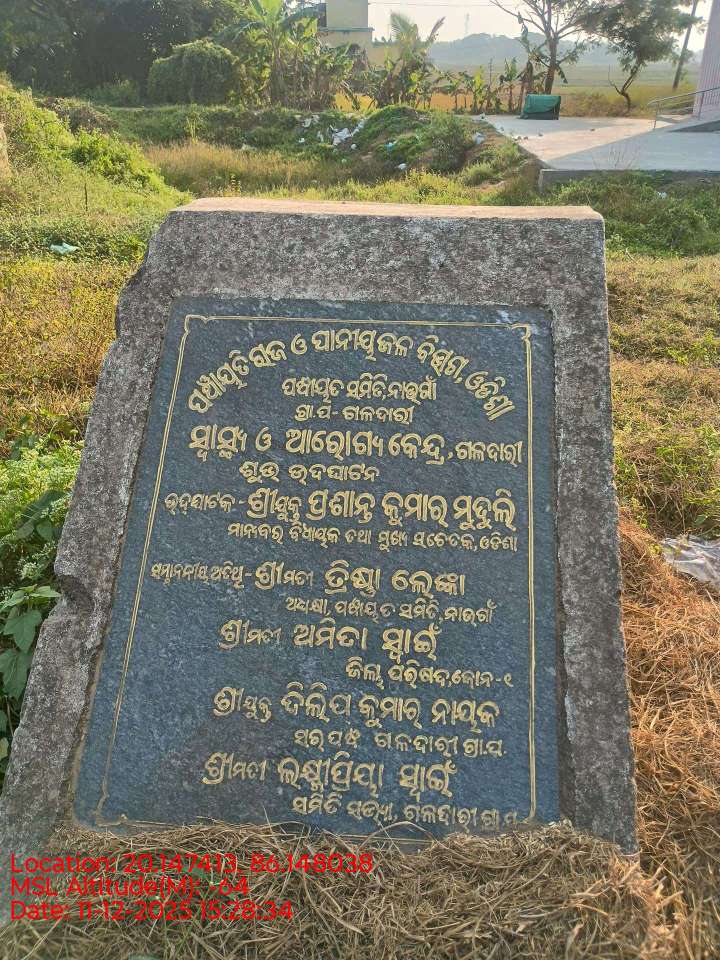 ପଞ୍ଚାୟତି ରାଜ ଓ ପାନୀୟ ଜଳ ବିଭାଗ, ଓଡିଶା
ପଞ୍ଚାୟତ ସମିତି, ନାଉଗାଁ
ଗ୍ରା.ପଂ- ଗଳଦାରୀ
ସ୍ୱାସ୍ଥ୍ୟ ଓ ଆରୋଗ୍ୟ କେନ୍ଦ୍ର, ଗଳଦାରୀ
ଶୁଭ ଉଦଘାଟନ
ଉଦ୍ଘାଟକ - ଶ୍ରୀଯୁକ୍ତ ପ୍ରଶାନ୍ତ କୁମାର ମୁଦୁଲି
ମାନ୍ୟବର ବିଧାୟକ ତଥା ମୁଖ୍ୟ ସଚେତକ, ଓଡିଶା
ସମ୍ମାନନୀୟ ଅତିଥି - ଶ୍ରୀମତୀ ତ୍ରିଷ୍ଣା ଲେଙ୍କା
ଅଧ୍ୟକ୍ଷା, ପଞ୍ଚାୟତ ସମିତି, ନାଉଗାଁ
ଶ୍ରୀମତୀ ଅମିତା ସ୍ୱାଇଁ
ଜିଲ୍ଲା ପରିଷଦ, ଜୋନ-୧
ଶ୍ରୀଯୁକ୍ତ ଦିଲିପ କୁମାର ନାୟକ
ସରପଞ୍ଚ ଗଳଦାରୀ ଗ୍ରା.ପ.
ଶ୍ରୀମତୀ ଲକ୍ଷ୍ମୀପ୍ରିୟା ସ୍ୱାଇଁ
ସମିତି ସଭ୍ୟା, ଗଳଦାରୀ ଗ୍ରା.ପ.
Location: 20.147413, 86.148038
MSL Altitude(M): -64
Date: 11-12-2025 15:28:34